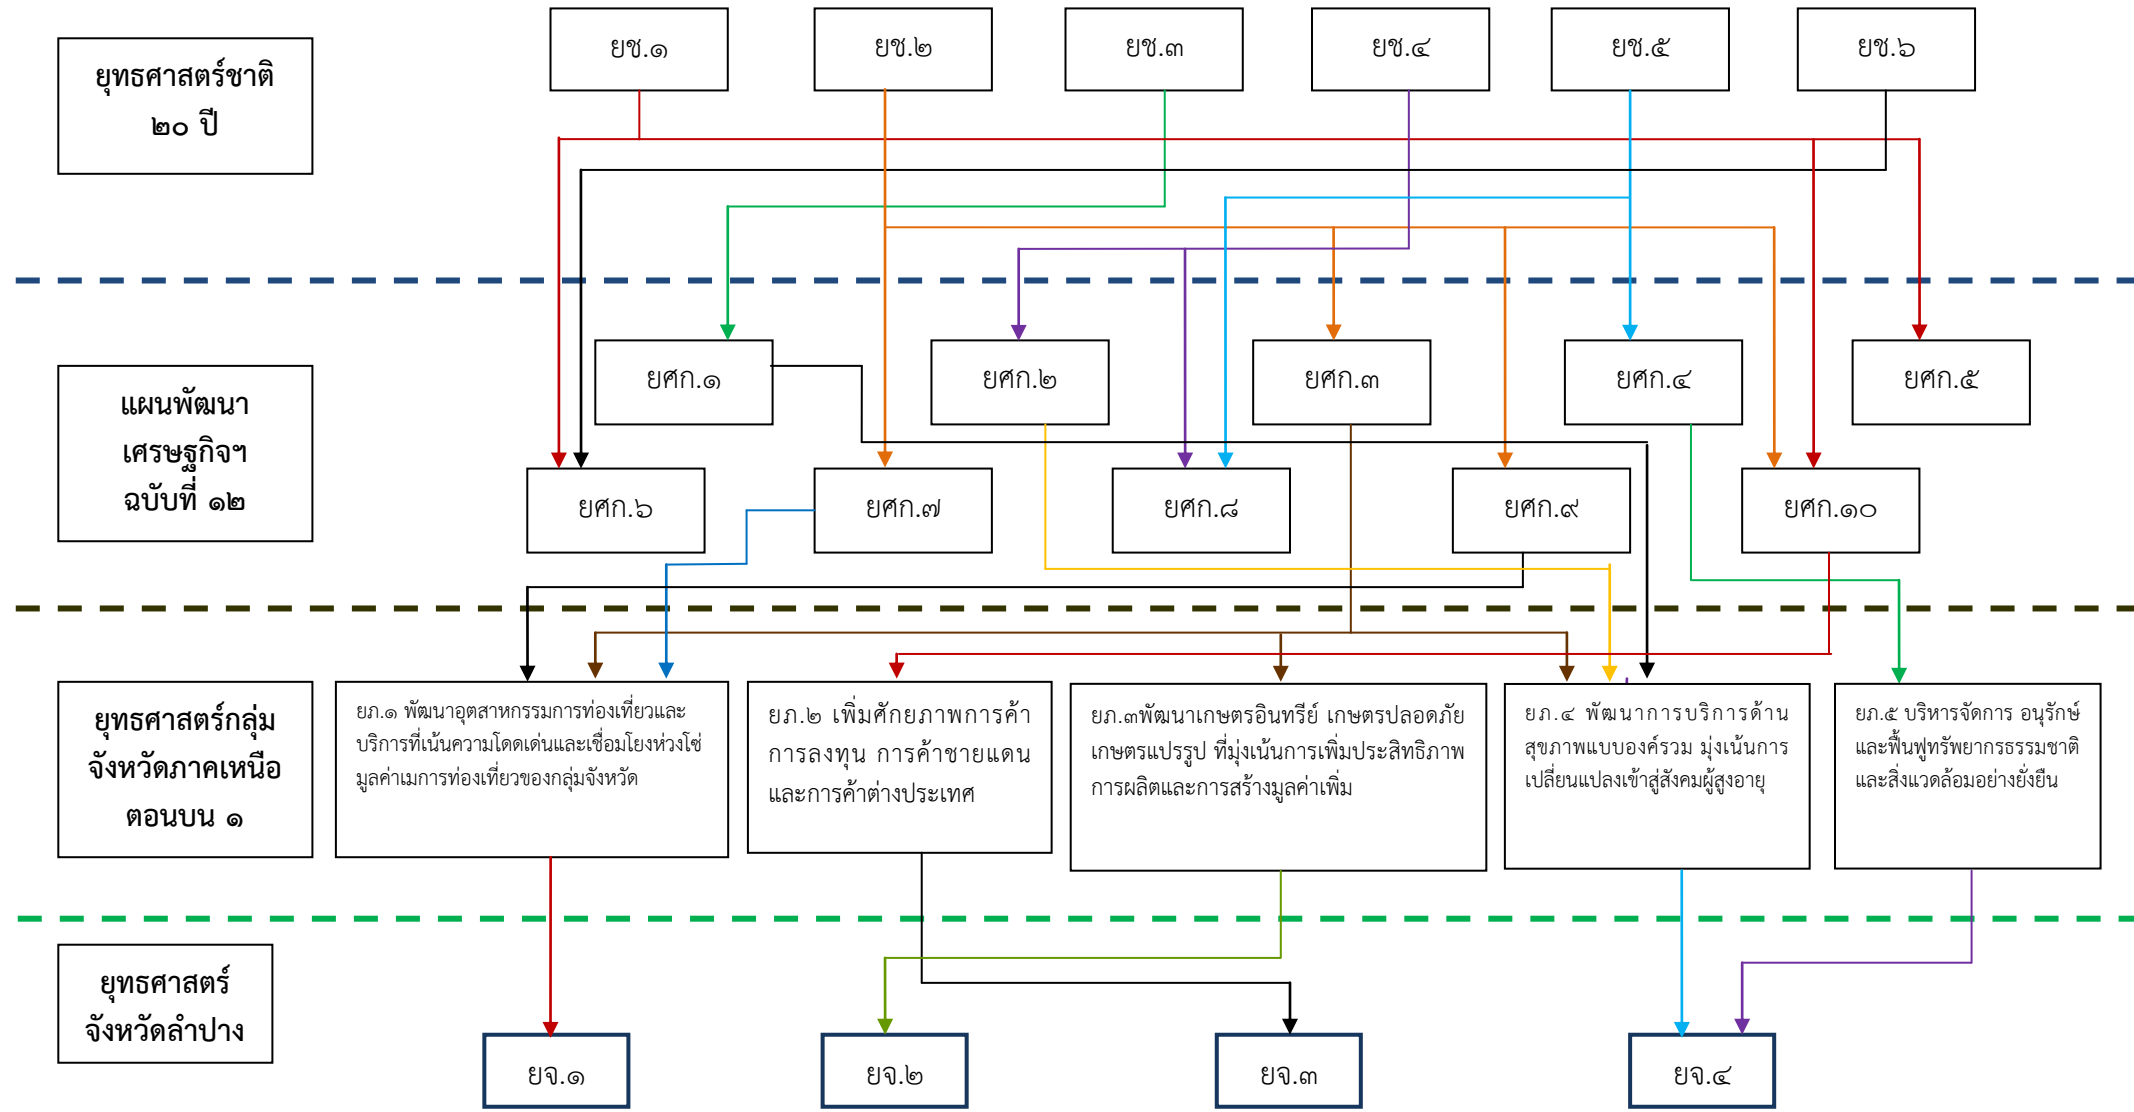 ยุทธศาสตร์ชาติ
๒๐ ปี
ยช.๑
ยช.๒
ยช.๓
ยช.๔
ยช.๕
ยช.๖
แผนพัฒนา
เศรษฐกิจฯ
ฉบับที่ ๑๒
ยศก.๑
ยศก.๒
ยศก.๓
ยศก.๔
ยศก.๕
ยศก.๖
ยศก.๗
ยศก.๘
ยศก.๙
ยศก.๑๐
ยุทธศาสตร์กลุ่ม
จังหวัดภาคเหนือ
ตอนบน ๑
ยภ.๑ พัฒนาอุตสาหกรรมการท่องเที่ยวและ
บริการที่เน้นความโดดเด่นและเชื่อมโยงห่วงโซ่
มูลค่าเมการท่องเที่ยวของกลุ่มจังหวัด
ยภ.๒ เพิ่มศักยภาพการค้า
การลงทุน การค้าชายแดน
และการค้าต่างประเทศ
ยภ.๓พัฒนาเกษตรอินทรีย์ เกษตรปลอดภัย
เกษตรแปรรูป ที่มุ่งเน้นการเพิ่มประสิทธิภาพ
การผลิตและการสร้างมูลค่าเพิ่ม
ยภ.๔ พัฒนาการบริการด้าน
สุขภาพแบบองค์รวม มุ่งเน้นการ
เปลี่ยนแปลงเข้าสู่สังคมผู้สูงอายุ
ยภ.๕ บริหารจัดการ อนุรักษ์
และฟื้นฟูทรัพยากรธรรมชาติ
และสิ่งแวดล้อมอย่างยั่งยืน
ยุทธศาสตร์
จังหวัดลำปาง
ยจ.๑
ยจ.๒
ยจ.๓
ยจ.๔